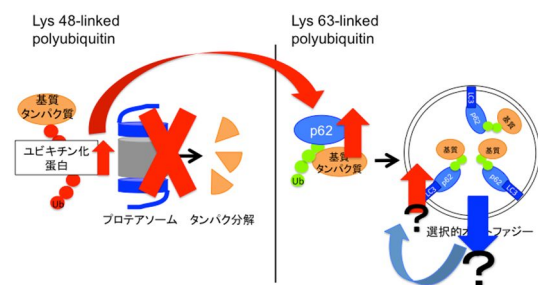 Lys 48-linked
polyubiquitin
基質
タンパク質
ユビキチン化
蛋白
Ub
プロテアソーム
タンパク分解
Lys 63-linked
polyubiquitin
p62
基質
タンパク質
Ub
LC3
p62
基質
基質
基質
p62
LC3
p62
LC3
?
選択的オートファジー
?